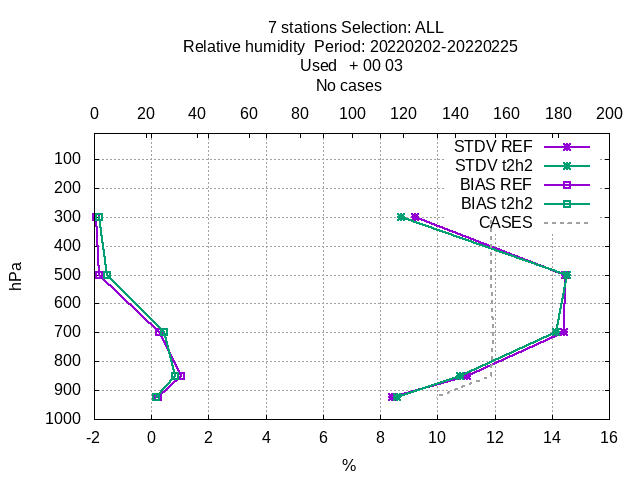 7 stations Selection: ALL
Relative humidity  Period: 20220202-20220225
Used   + 00 03
No cases
0 20 40 60 80 100 120 140 160 180 200
STDV REF
STDV t2h2
BIAS REF
BIAS t2h2
CASES
100
200
300
400
500
600
700
800
900
1000
hPa
-2 0 2 4 6 8 10 12 14 16
%